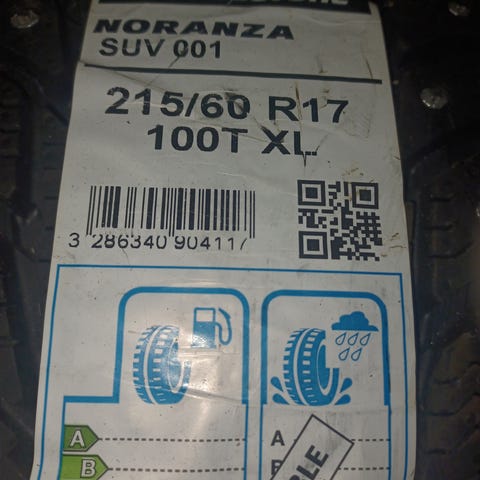 NORANZA
SUV 001
215/60 R17
100T XL
3 286340 904117
A
B
A